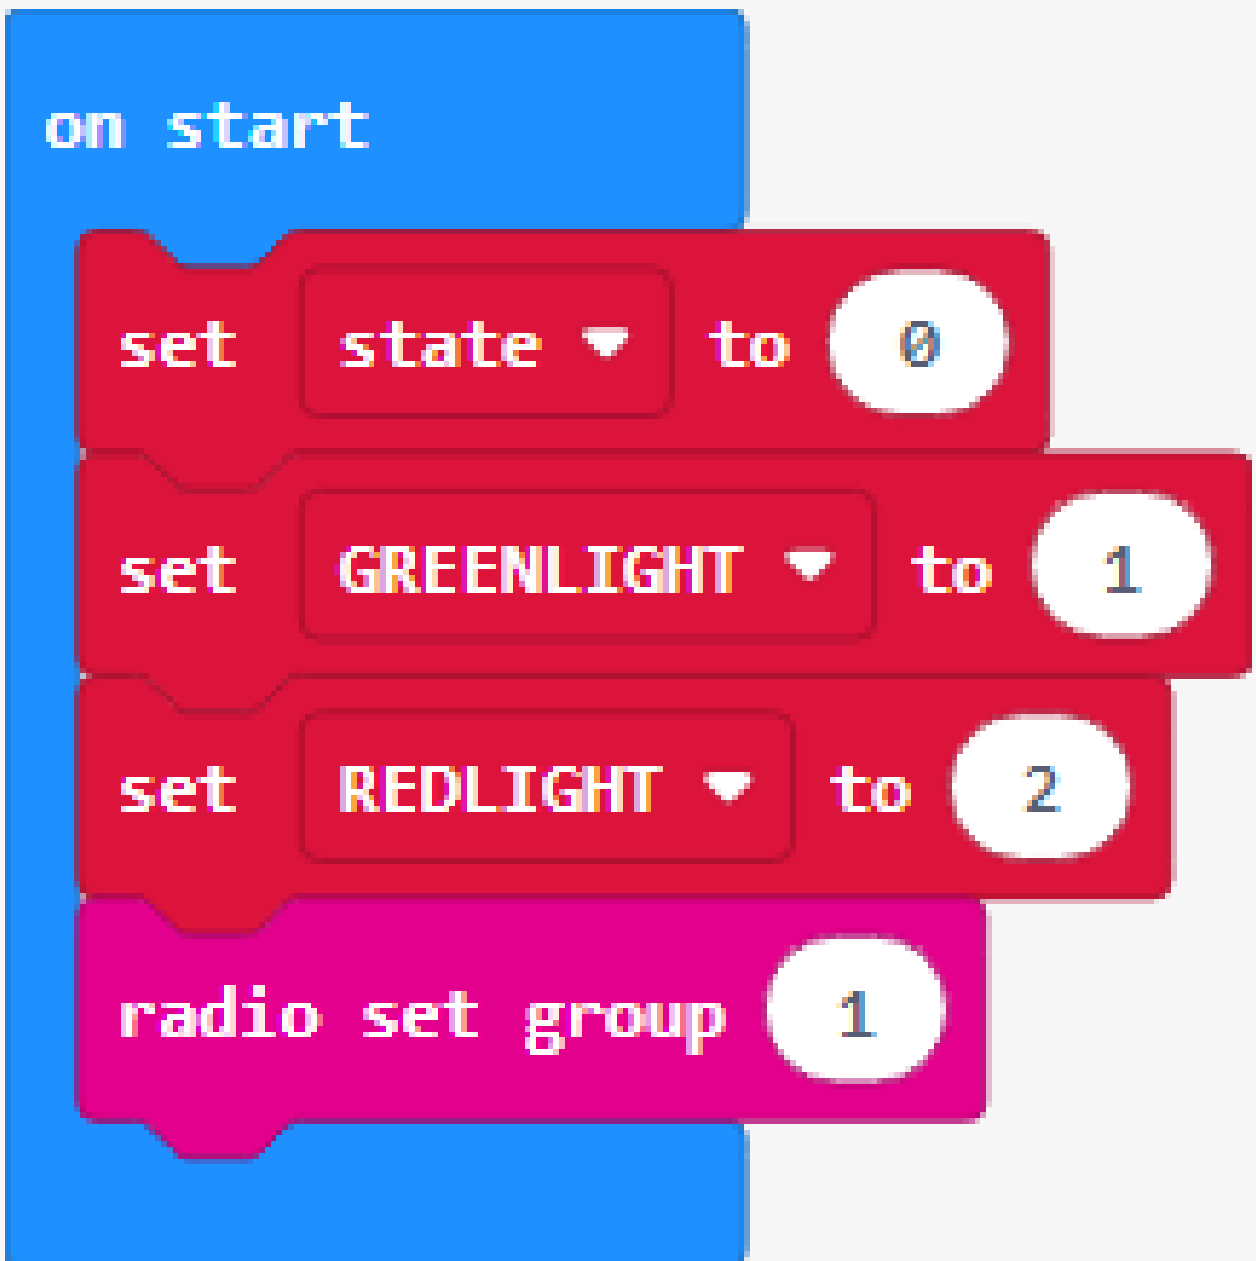 on start
set state to 0
set GREENLIGHT to 1
set REDLIGHT to 2
radio set group 1